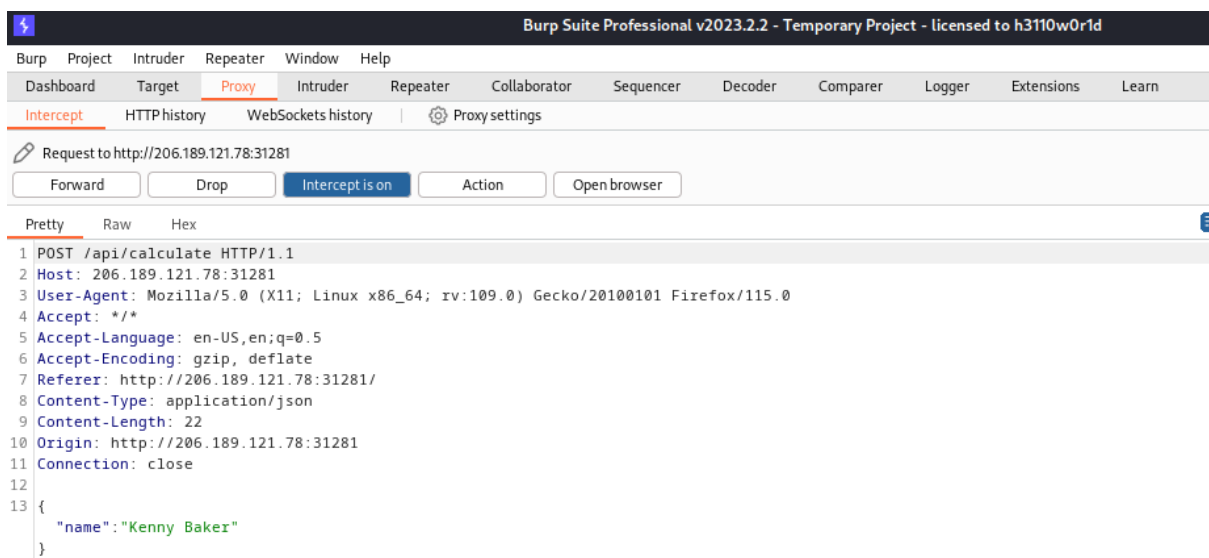 Burp Suite Professional v2023.2.2 - Temporary Project - licensed to h3110w0r1d
Burp Project Intruder Repeater Window Help
Dashboard Target Proxy Intruder Repeater Collaborator Sequencer Decoder Comparer Logger Extensions Learn
Intercept HTTP history WebSockets history Proxy settings
Request to http://206.189.121.78:31281
Forward Drop Intercept is on Action Open browser
Pretty Raw Hex
1 POST /api/calculate HTTP/1.1
2 Host: 206.189.121.78:31281
3 User-Agent: Mozilla/5.0 (X11; Linux x86_64; rv:109.0) Gecko/20100101 Firefox/115.0
4 Accept: */*
5 Accept-Language: en-US,en;q=0.5
6 Accept-Encoding: gzip, deflate
7 Referer: http://206.189.121.78:31281/
8 Content-Type: application/json
9 Content-Length: 22
10 Origin: http://206.189.121.78:31281
11 Connection: close
12
13 {
"name":"Kenny Baker"
}